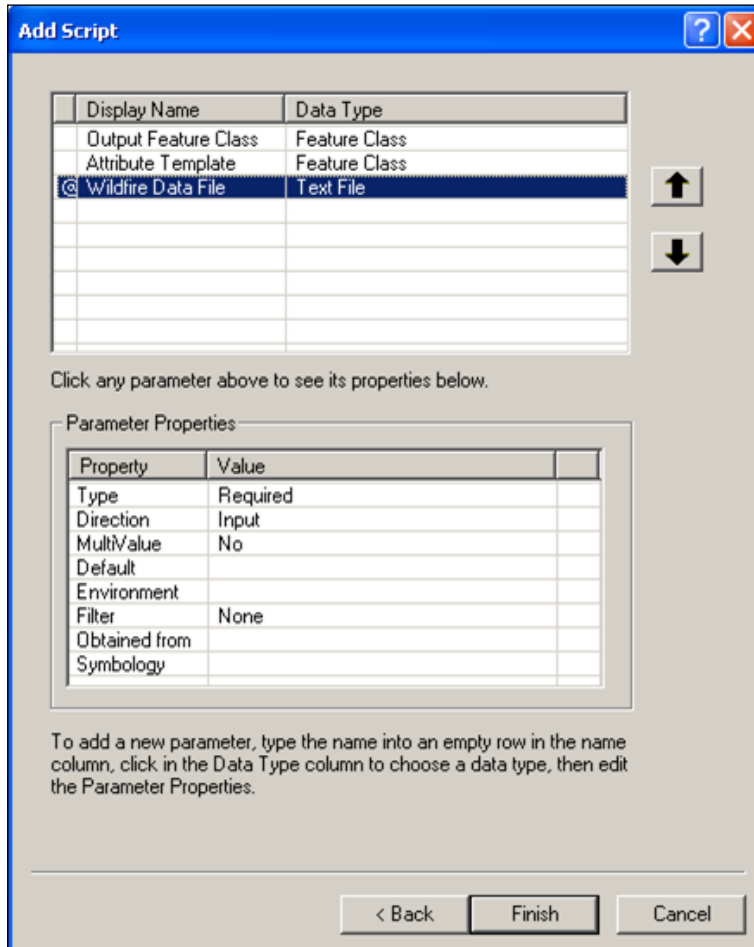 Add Script
Display Name Data Type
Output Feature Class Feature Class
Attribute Template Feature Class
@ Wildfire Data File Text File
Click any parameter above to see its properties below.
Parameter Properties
Property Value
Type Required
Direction Input
MultiValue No
Default
Environment
Filter None
Obtained from
Symbology
To add a new parameter, type the name into an empty row in the name
column, click in the Data Type column to choose a data type, then edit
the Parameter Properties.
< Back Finish Cancel